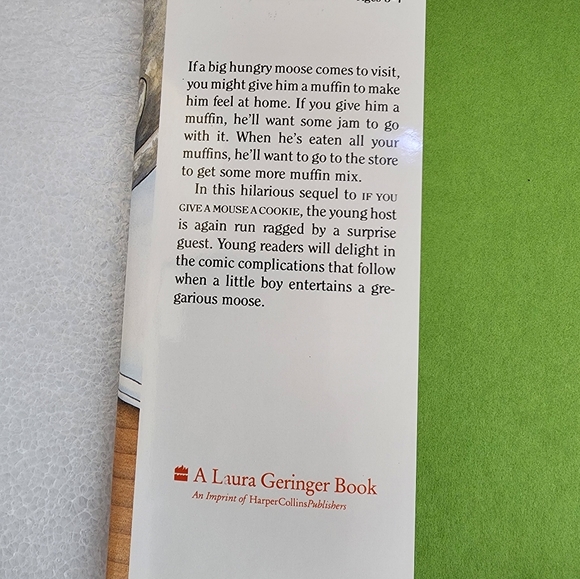 If a big hungry moose comes to visit,
you might give him a muffin to make
him feel at home. If you give him a
muffin, he'll want some jam to go
with it. When he's eaten all your
muffins, he'll want to go to the store
to get some more muffin mix.
In this hilarious sequel to IF YOU
GIVE A MOUSE A COOKIE, the young host
is again run ragged by a surprise
guest. Young readers will delight in
the comic complications that follow
when a little boy entertains a gre-
garious moose.
A Laura Geringer Book
An Imprint of HarperCollinsPublishers